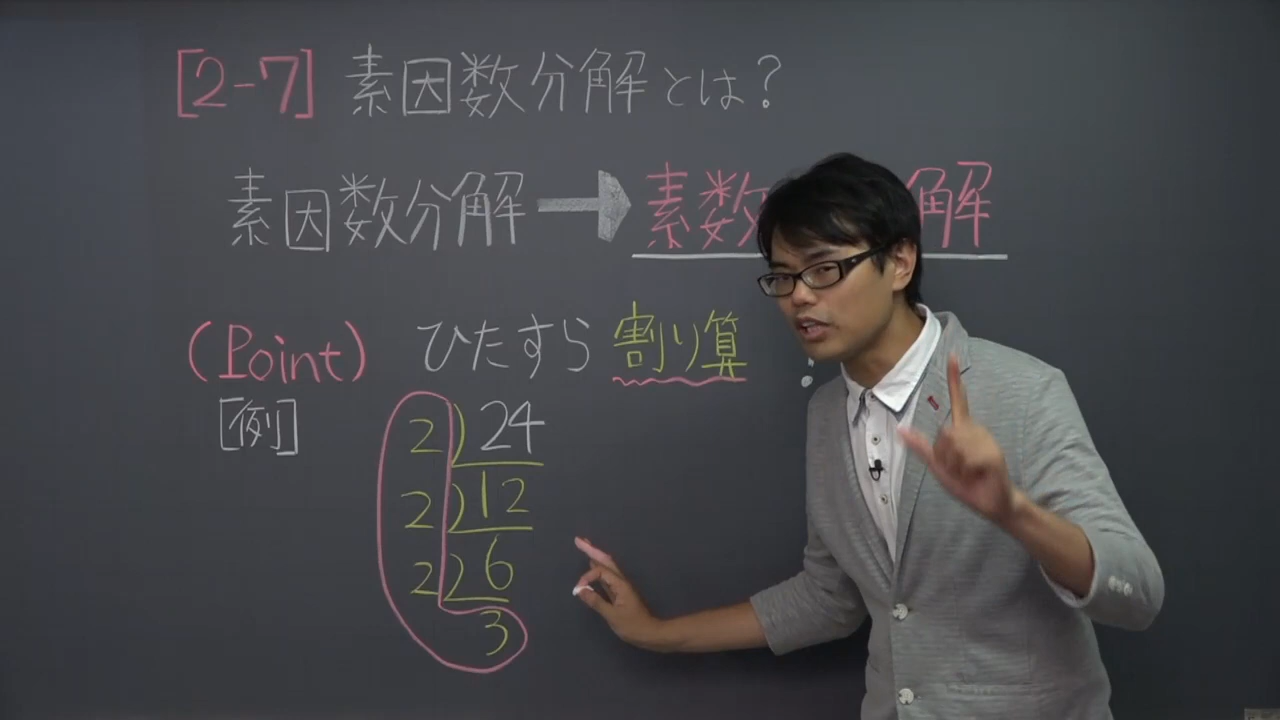 [2-7] 素因数分解とは?
素因数分解→素数 解
(Point) ひたすら割り算
[例] 2)24
2)12
2)6
3